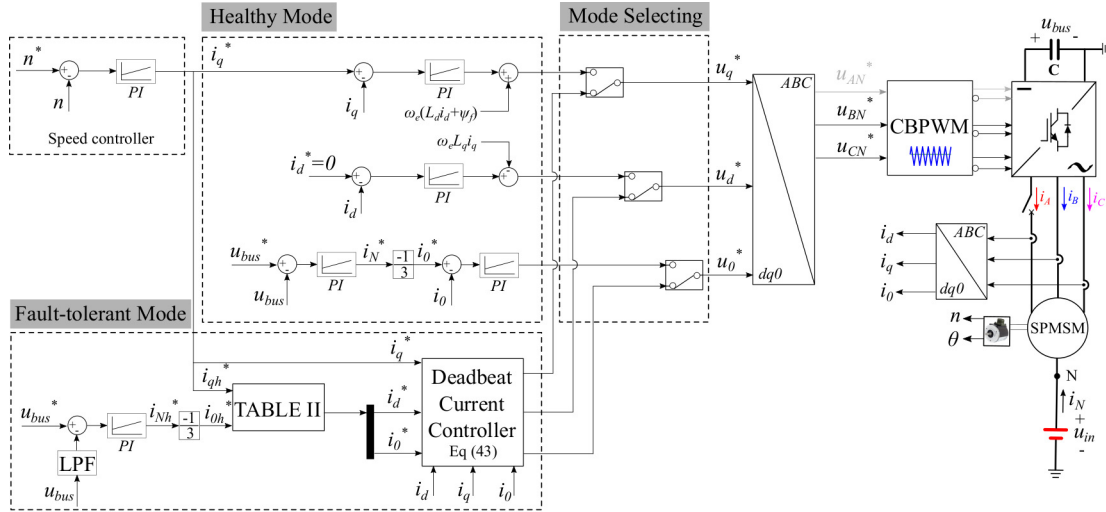 Healthy Mode
Mode Selecting
Fault-tolerant Mode
n*
+
-
n
PI
Speed controller
i_q*
+
-
i_q
PI
+
+
ω_e(L_d i_d+ψ_f)
ω_e L_q i_q
i_d*=0
+
-
i_d
PI
+
-
u_bus*
+
-
u_bus
PI
i_N*
-1
3
i_0*
+
-
i_0
PI
u_q*
u_d*
u_0*
ABC
dq0
u_AN*
u_BN*
u_CN*
CBPWM
u_bus
+
-
C
i_A
i_B
i_C
i_d
i_q
i_0
ABC
dq0
n
θ
SPMSM
N
i_N
+
u_in
-
i_q*
i_qh*
u_bus*
+
-
LPF
u_bus
PI
i_Nh*
-1
3
i_0h*
TABLE II
i_d*
i_0*
Deadbeat
Current
Controller
Eq (43)
i_d
i_q
i_0